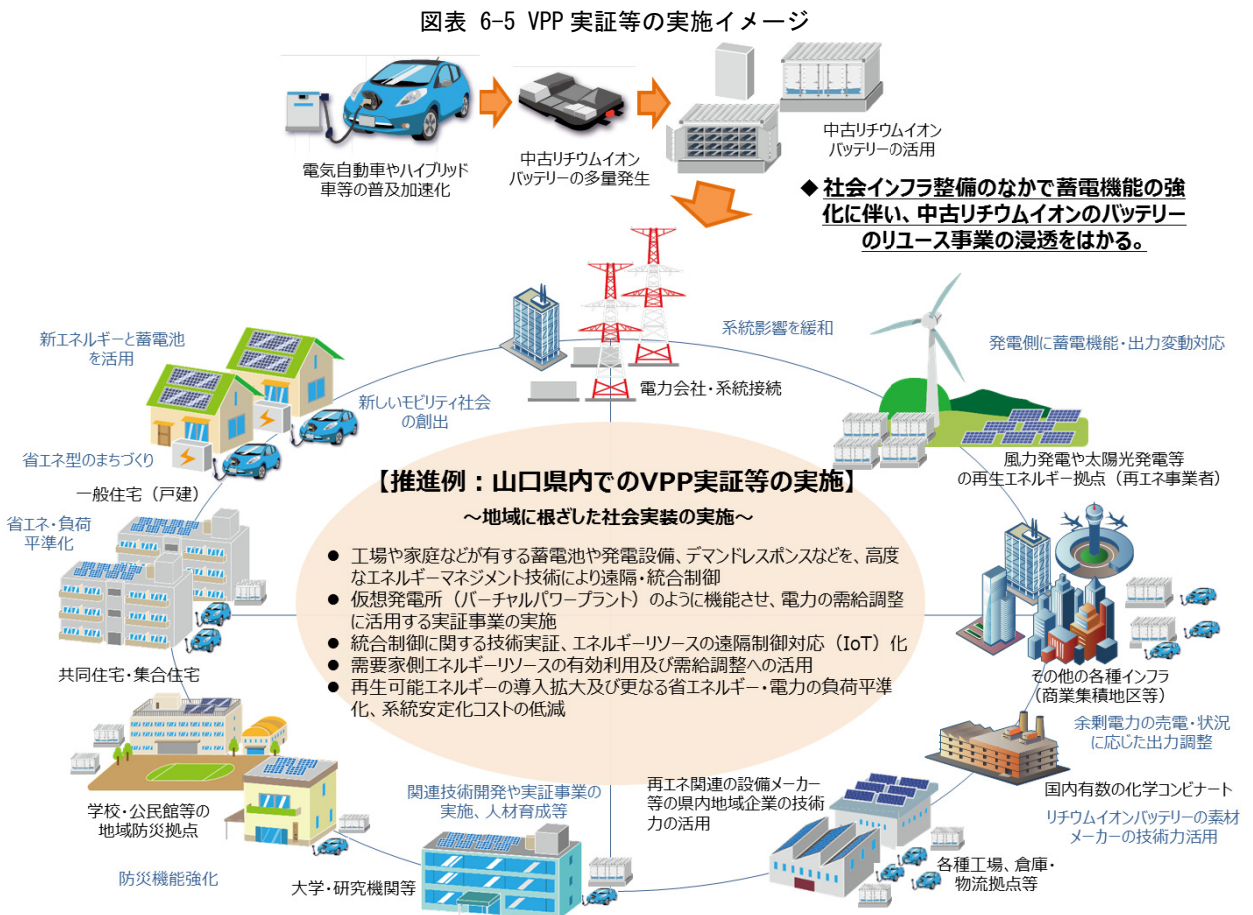 図表 6-5 VPP 実証等の実施イメージ
電気自動車やハイブリッド
車等の普及加速化
中古リチウムイオン
バッテリーの多量発生
中古リチウムイオン
バッテリーの活用
◆ 社会インフラ整備のなかで蓄電機能の強
化に伴い、中古リチウムイオンのバッテリー
のリユース事業の浸透をはかる。
新エネルギーと蓄電池
を活用
系統影響を緩和
発電側に蓄電機能・出力変動対応
電力会社・系統接続
新しいモビリティ社会
の創出
省エネ型のまちづくり
一般住宅（戸建）
風力発電や太陽光発電等
の再生エネルギー拠点（再エネ事業者）
【推進例：山口県内でのVPP実証等の実施】
～地域に根ざした社会実装の実施～
● 工場や家庭などが有する蓄電池や発電設備、デマンドレスポンスなどを、高度
なエネルギーマネジメント技術により遠隔・統合制御
● 仮想発電所（バーチャルパワープラント）のように機能させ、電力の需給調整
に活用する実証事業の実施
● 統合制御に関する技術実証、エネルギーリソースの遠隔制御対応（IoT）化
● 需要家側エネルギーリソースの有効利用及び需給調整への活用
● 再生可能エネルギーの導入拡大及び更なる省エネルギー・電力の負荷平準
化、系統安定化コストの低減
省エネ・負荷
平準化
共同住宅・集合住宅
その他の各種インフラ
（商業集積地区等）
余剰電力の売電・状況
に応じた出力調整
国内有数の化学コンビナート
リチウムイオンバッテリーの素材
メーカーの技術力活用
学校・公民館等の
地域防災拠点
防災機能強化
関連技術開発や実証事業の
実施、人材育成等
大学・研究機関等
再エネ関連の設備メーカー
等の県内地域企業の技術
力の活用
各種工場、倉庫・
物流拠点等